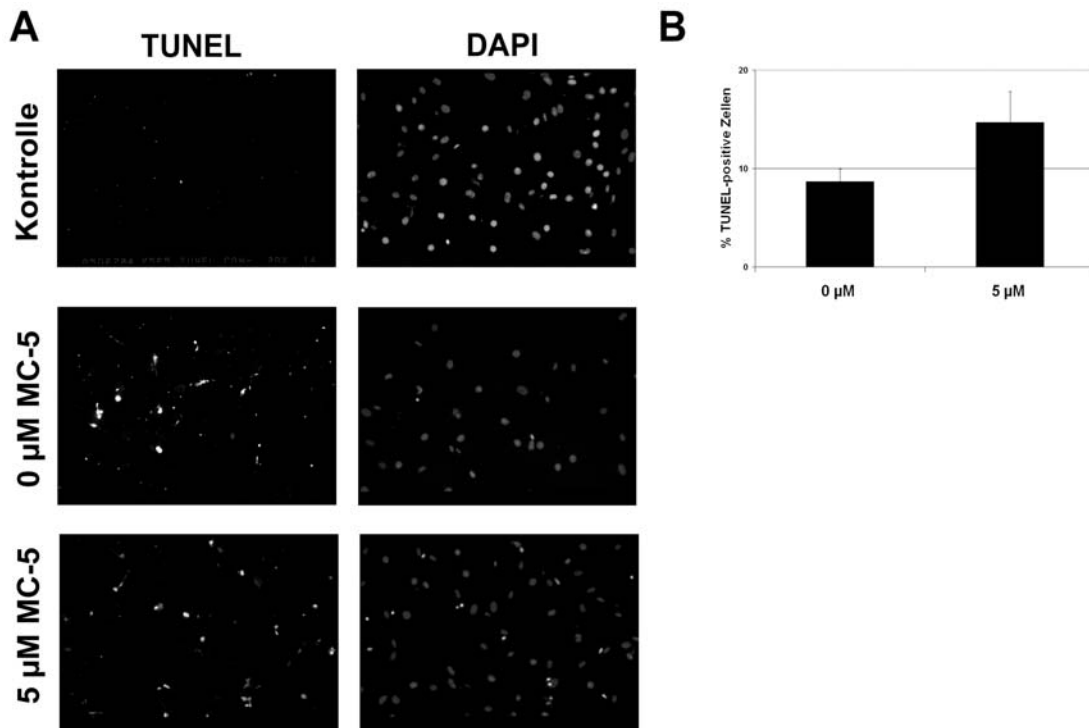 A
TUNEL
DAPI
Kontrolle
0 µM MC-5
5 µM MC-5
B
% TUNEL-positive Zellen
20
10
0
0 µM
5 µM